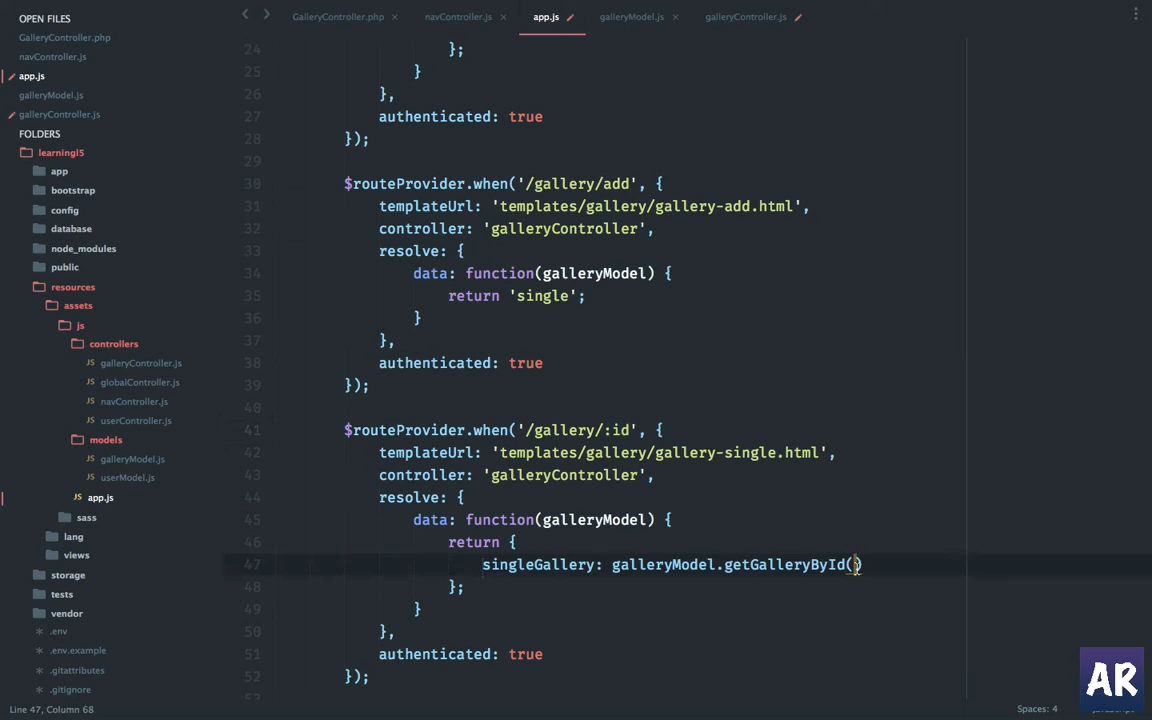 OPEN FILES
GalleryController.php
navController.js
app.js
galleryModel.js
galleryController.js
FOLDERS
learningl5
app
bootstrap
config
database
node_modules
public
resources
assets
js
controllers
JS galleryController.js
JS globalController.js
JS navController.js
JS userController.js
models
JS galleryModel.js
JS userModel.js
JS app.js
sass
lang
views
storage
tests
vendor
* .env
* .env.example
* .gitattributes
* .gitignore
GalleryController.php × navController.js × app.js galleryModel.js × galleryController.js
24 };
25 }
26 },
27 authenticated: true
28 });
29
30 $routeProvider.when('/gallery/add', {
31 templateUrl: 'templates/gallery/gallery-add.html',
32 controller: 'galleryController',
33 resolve: {
34 data: function(galleryModel) {
35 return 'single';
36 }
37 },
38 authenticated: true
39 });
40
41 $routeProvider.when('/gallery/:id', {
42 templateUrl: 'templates/gallery/gallery-single.html',
43 controller: 'galleryController',
44 resolve: {
45 data: function(galleryModel) {
46 return {
47 singleGallery: galleryModel.getGalleryById()
48 };
49 }
50 },
51 authenticated: true
52 });
AR
Line 47, Column 68
Spaces: 4